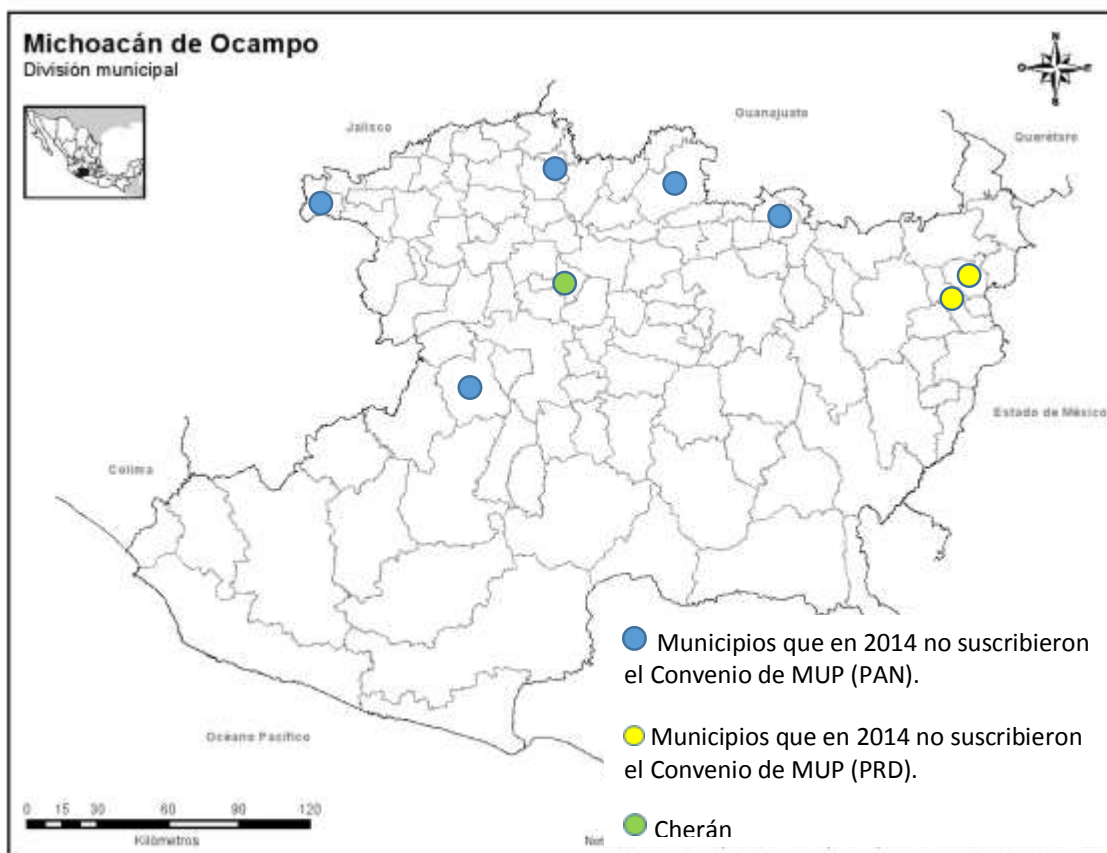 Michoacán de Ocampo
División municipal
N
O
E
S
Jalisco
Guanajuato
Querétaro
Estado de México
Colima
Océano Pacífico
Municipios que en 2014 no suscribieron
el Convenio de MUP (PAN).
Municipios que en 2014 no suscribieron
el Convenio de MUP (PRD).
Cherán
0 15 30 60 90 120
Kilómetros